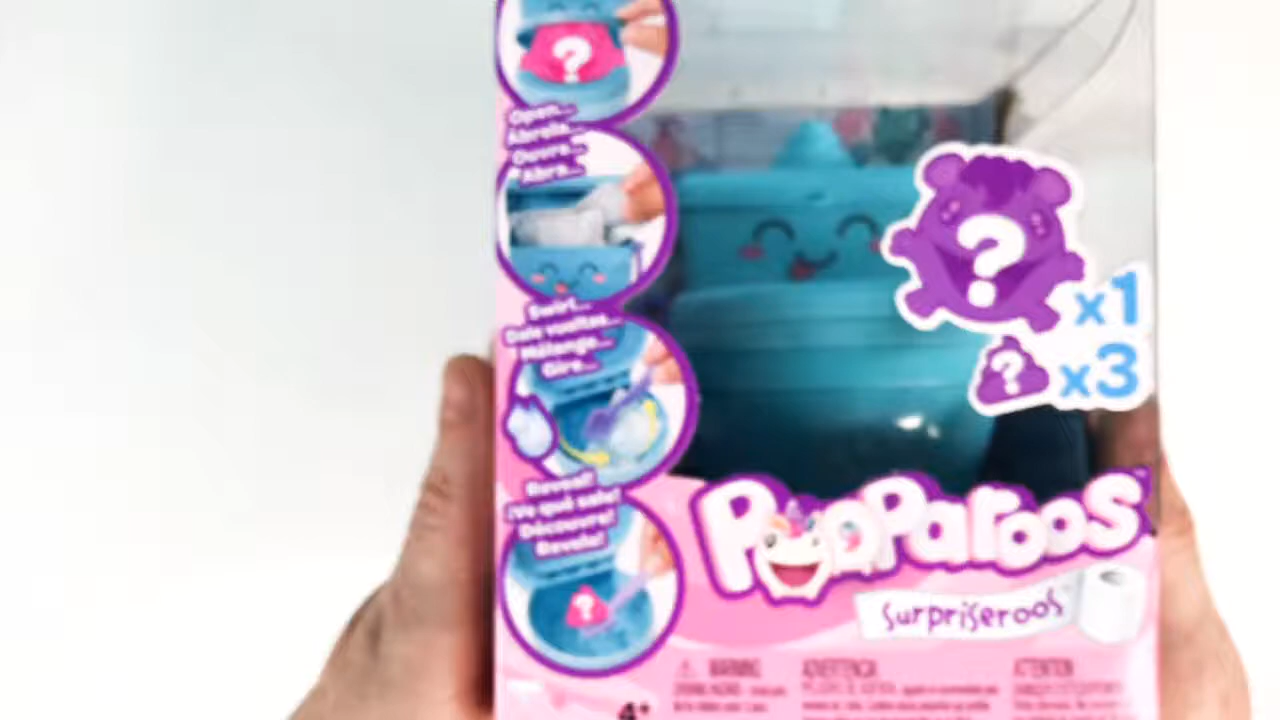 ?
Open...
Ábrelo...
Ouvre...
Abra...
Swirl...
Dale vueltas...
Mélange...
Gire...
Reveal!
¡Ve qué sale!
Découvre!
Revele!
?
?
x1
?
x3
Pooparoos™
Surpriseroos
WARNING
ADVERTENCIA
ATTENTION
4+